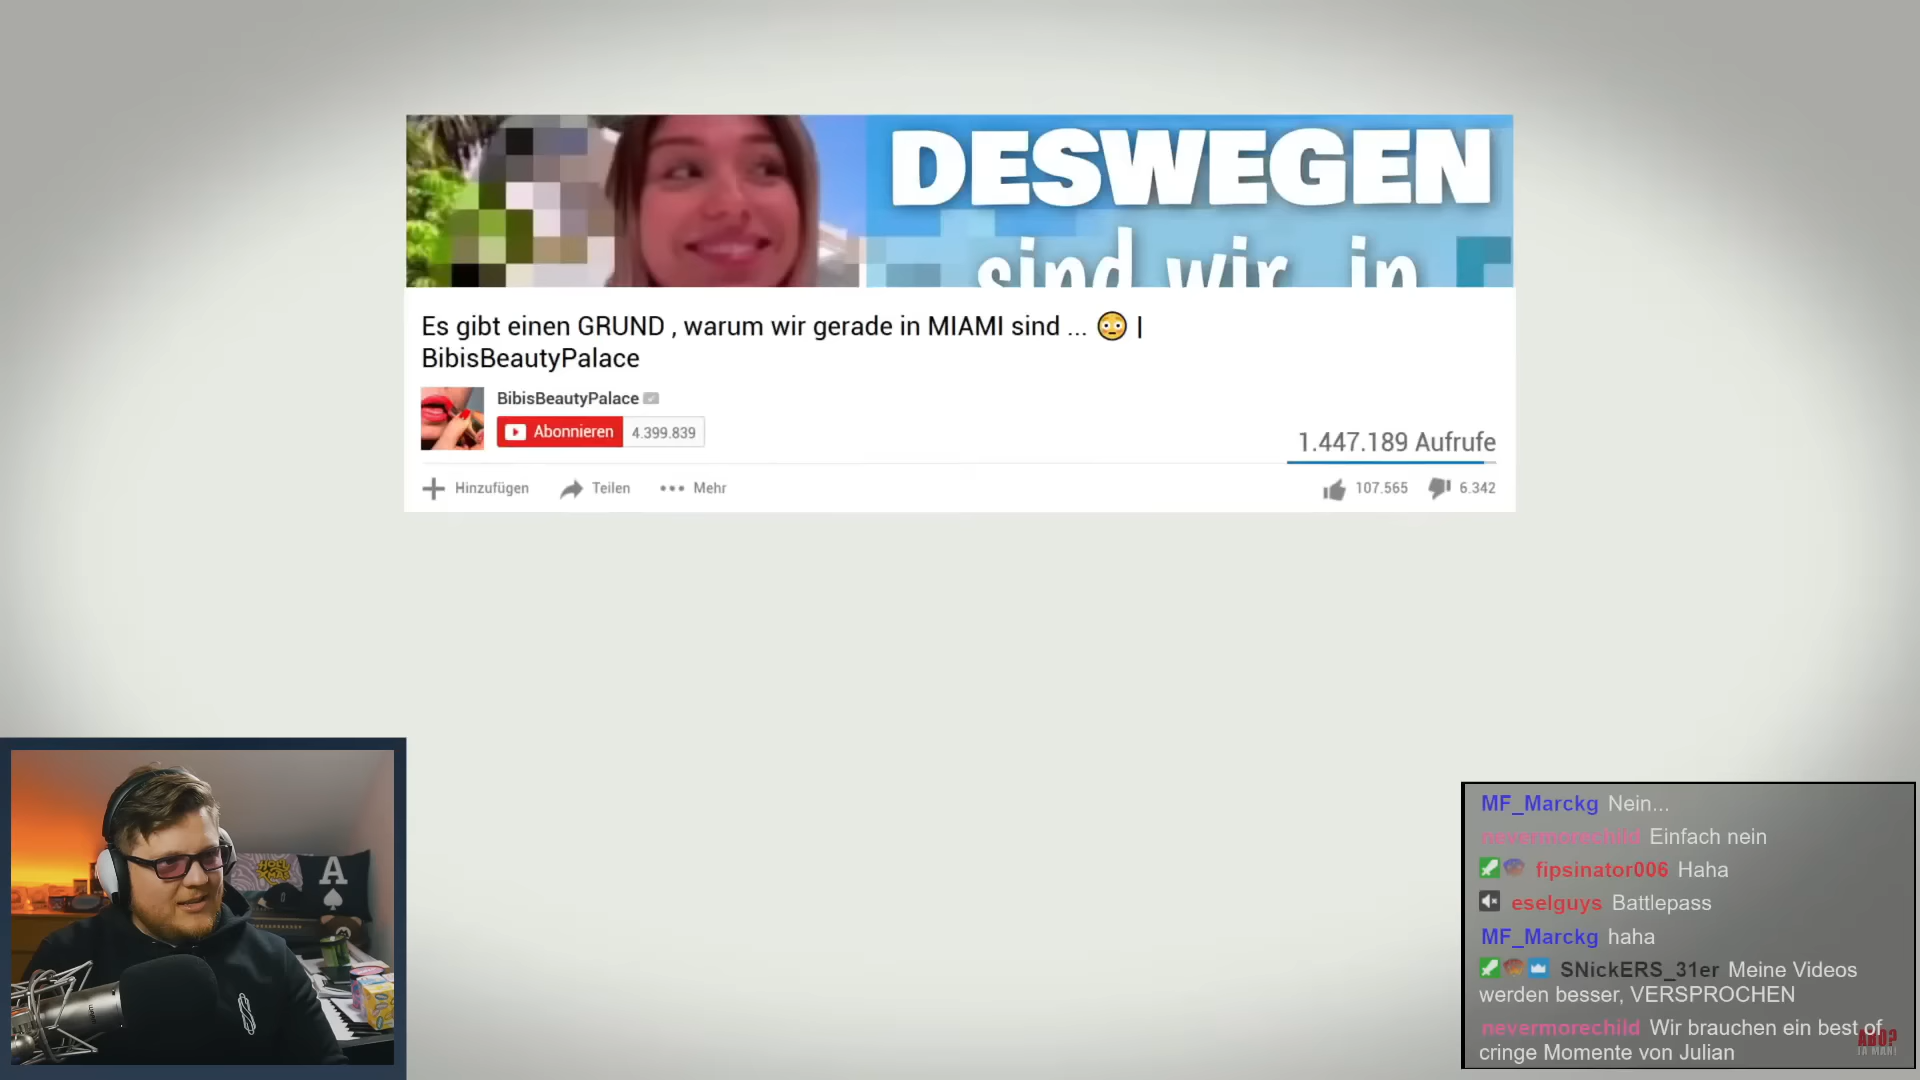 DESWEGEN
sind wir in
Es gibt einen GRUND , warum wir gerade in MIAMI sind ... 😳 |
BibisBeautyPalace
BibisBeautyPalace
Abonnieren 4.399.839
1.447.189 Aufrufe
Hinzufügen Teilen Mehr 107.565 6.342
A
MF_Marckg Nein...
nevermorechild Einfach nein
fipsinator006 Haha
eselguys Battlepass
MF_Marckg haha
SNickERS_31er Meine Videos
werden besser, VERSPROCHEN
nevermorechild Wir brauchen ein best of
cringe Momente von Julian
ABO?